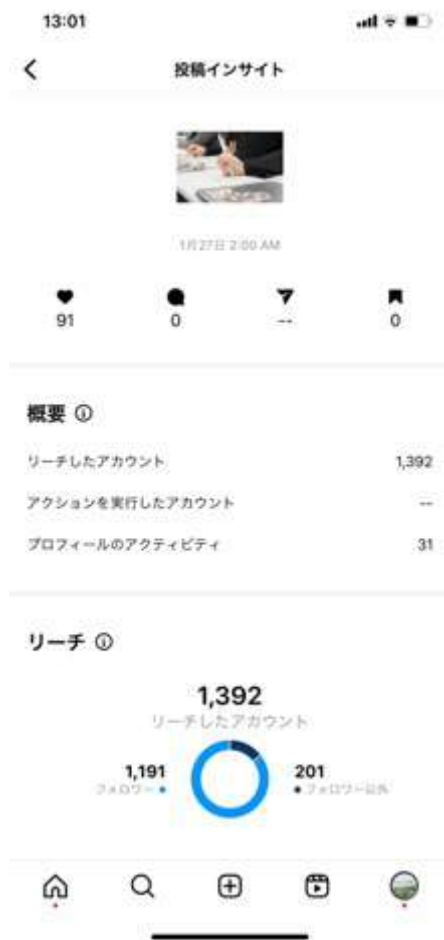 13:01
投稿インサイト
1月27日 2:00 AM
91
0
--
0
概要
リーチしたアカウント 1,392
アクションを実行したアカウント --
プロフィールのアクティビティ 31
リーチ
1,392
リーチしたアカウント
1,191
フォロワー
201
フォロワー以外